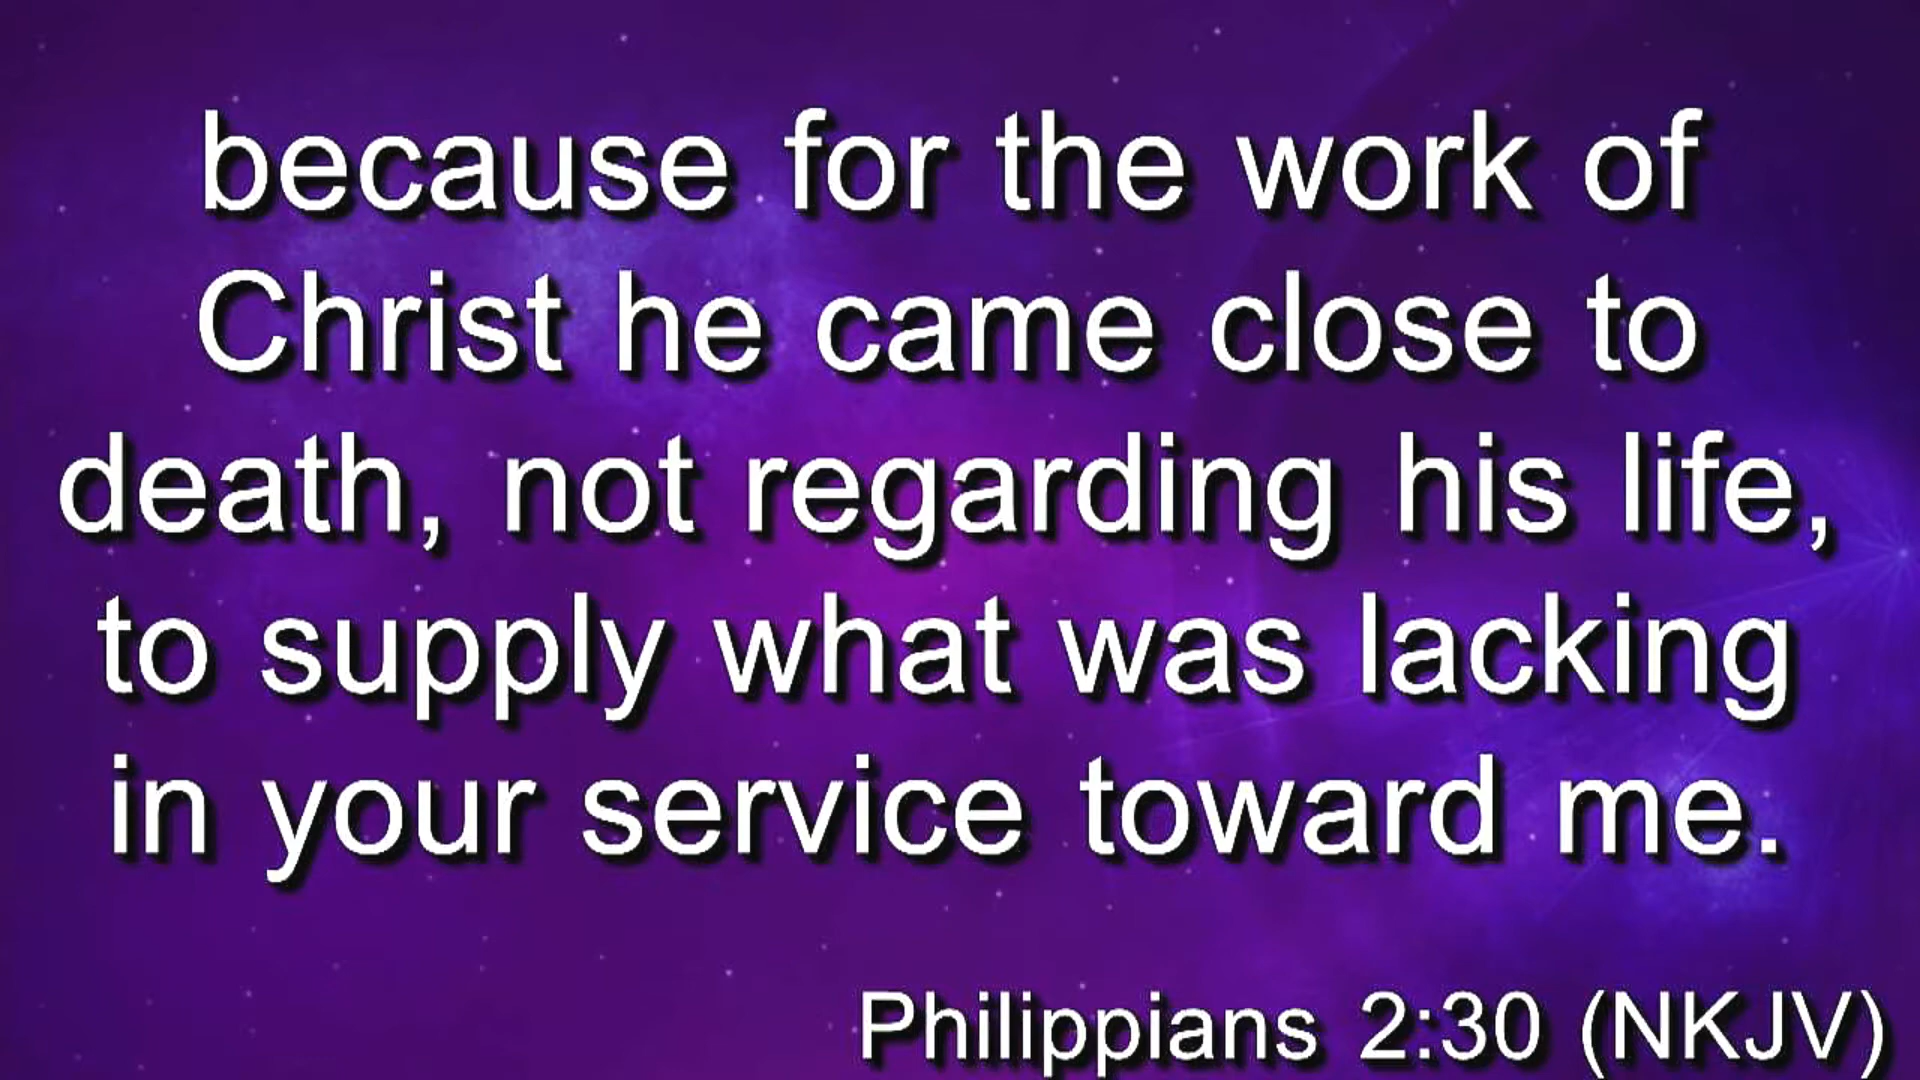 because for the work of
Christ he came close to
death, not regarding his life,
to supply what was lacking
in your service toward me.
Philippians 2:30 (NKJV)